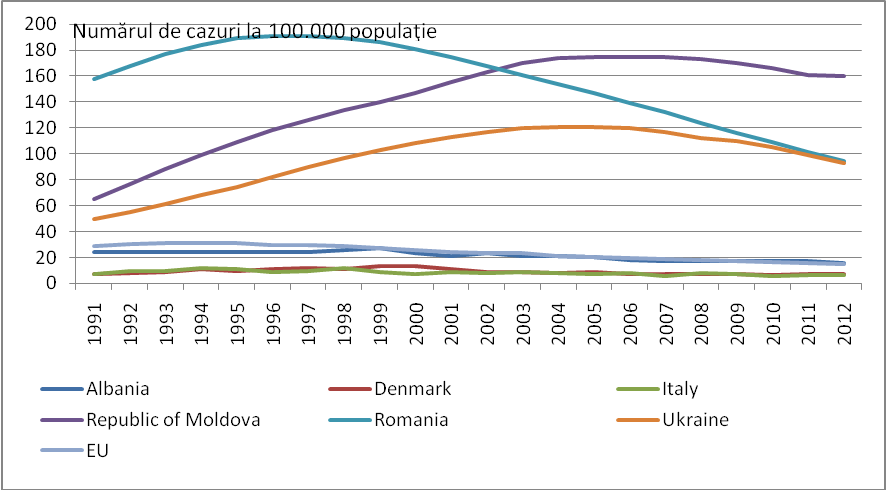 Numărul de cazuri la 100.000 populație
200
180
160
140
120
100
80
60
40
20
0
1991 1992 1993 1994 1995 1996 1997 1998 1999 2000 2001 2002 2003 2004 2005 2006 2007 2008 2009 2010 2011 2012
Albania Denmark Italy
Republic of Moldova Romania Ukraine
EU